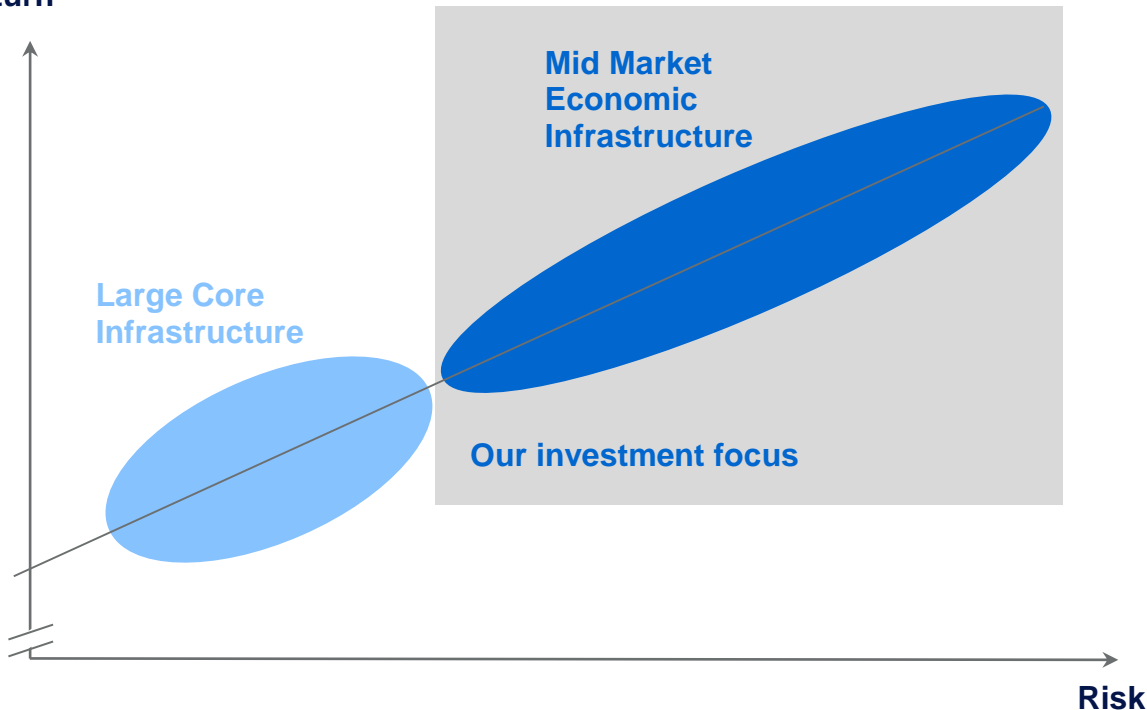 Mid Market
Economic
Infrastructure
Large Core
Infrastructure
Our investment focus
Risk